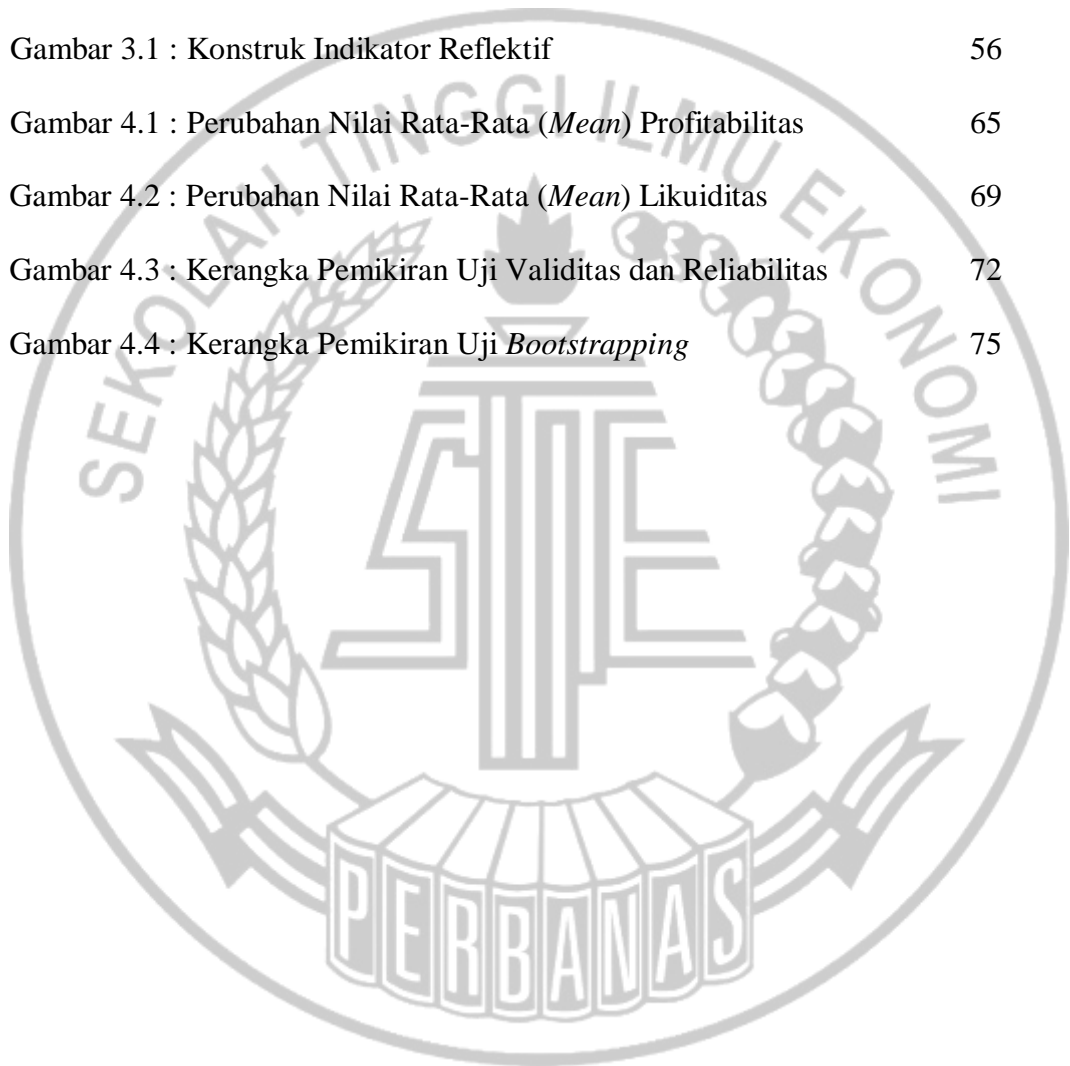 Gambar 3.1 : Konstruk Indikator Reflektif 56
Gambar 4.1 : Perubahan Nilai Rata-Rata (Mean) Profitabilitas 65
Gambar 4.2 : Perubahan Nilai Rata-Rata (Mean) Likuiditas 69
Gambar 4.3 : Kerangka Pemikiran Uji Validitas dan Reliabilitas 72
Gambar 4.4 : Kerangka Pemikiran Uji Bootstrapping 75
SEKOLAH TINGGI ILMU EKONOMI
STIE
PERBANAS